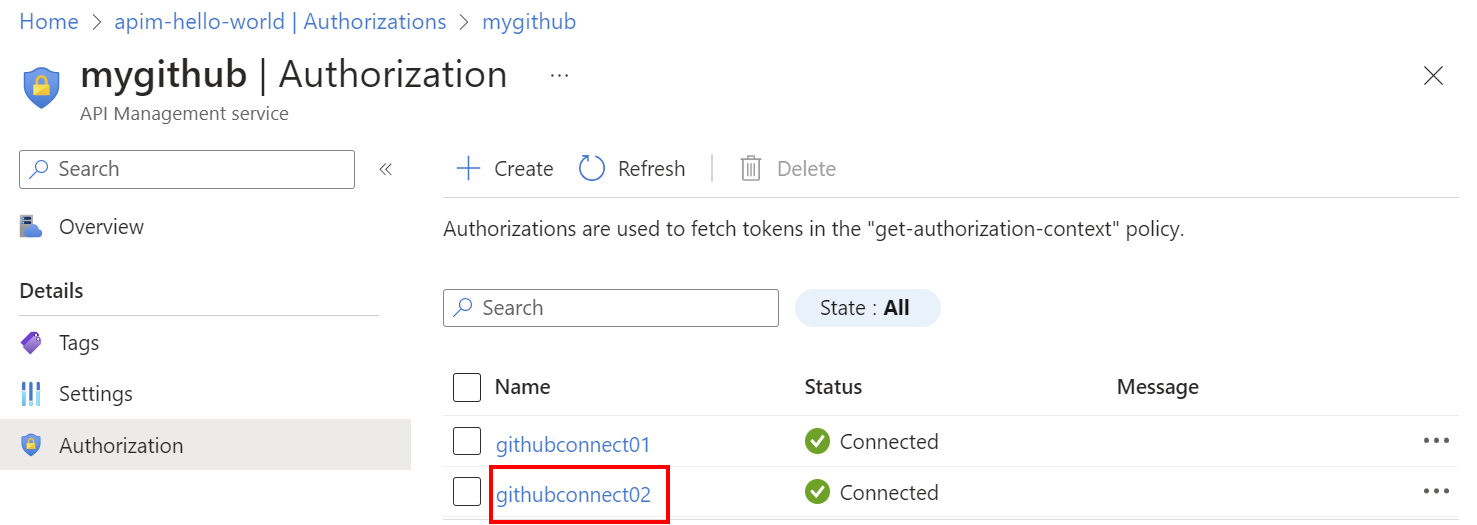 Home > apim-hello-world | Authorizations > mygithub
mygithub | Authorization ...
API Management service
Search «
Overview
Details
Tags
Settings
Authorization
Create Refresh | Delete
Authorizations are used to fetch tokens in the "get-authorization-context" policy.
Search State : All
Name Status Message
githubconnect01 Connected ...
githubconnect02 Connected ...